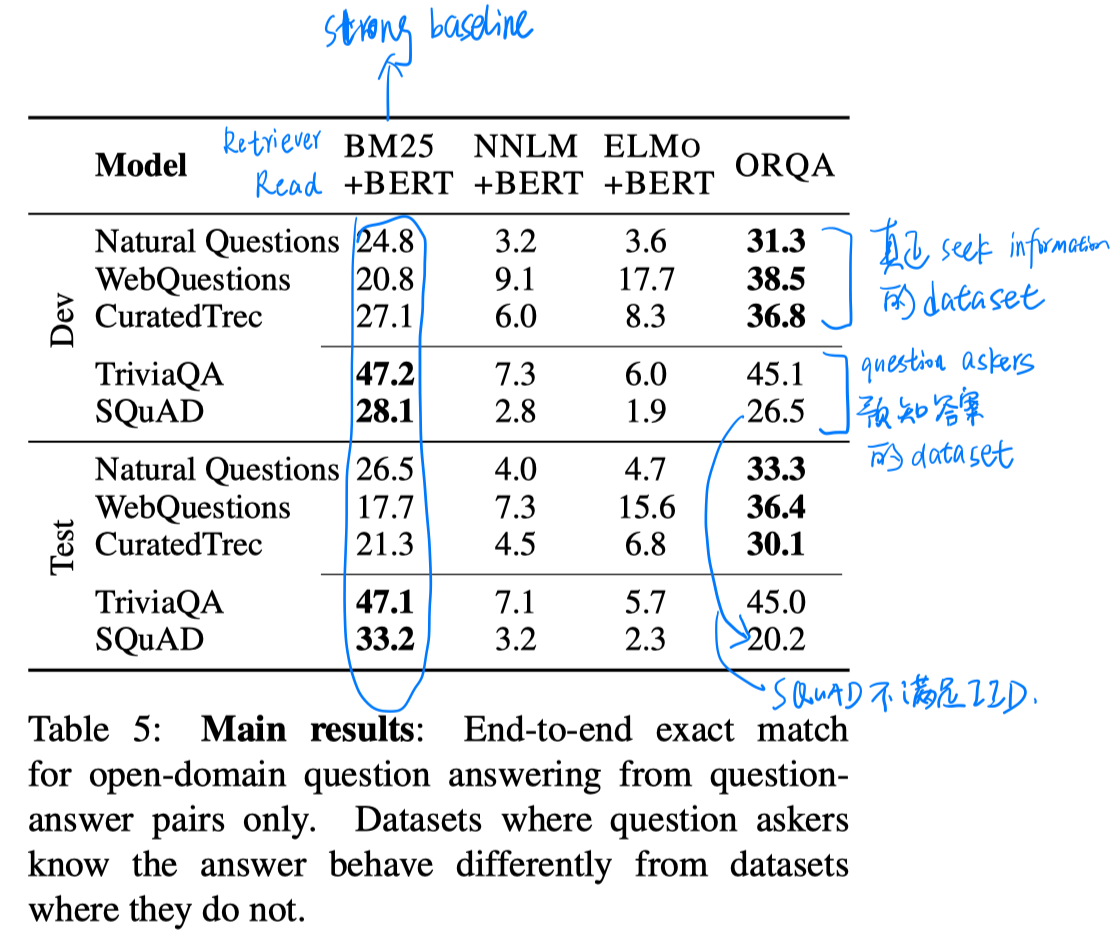 strong baseline
Model Retriever BM25 NNLM ELMo ORQA
Read +BERT +BERT +BERT
Dev
Natural Questions 24.8 3.2 3.6 31.3
WebQuestions 20.8 9.1 17.7 38.5
CuratedTrec 27.1 6.0 8.3 36.8
真正 seek information
的 dataset
TriviaQA 47.2 7.3 6.0 45.1
SQuAD 28.1 2.8 1.9 26.5
question askers
预知答案
的 dataset
Test
Natural Questions 26.5 4.0 4.7 33.3
WebQuestions 17.7 7.3 15.6 36.4
CuratedTrec 21.3 4.5 6.8 30.1
TriviaQA 47.1 7.1 5.7 45.0
SQuAD 33.2 3.2 2.3 20.2
SQuAD不满足IID.
Table 5: Main results: End-to-end exact match
for open-domain question answering from question-
answer pairs only. Datasets where question askers
know the answer behave differently from datasets
where they do not.